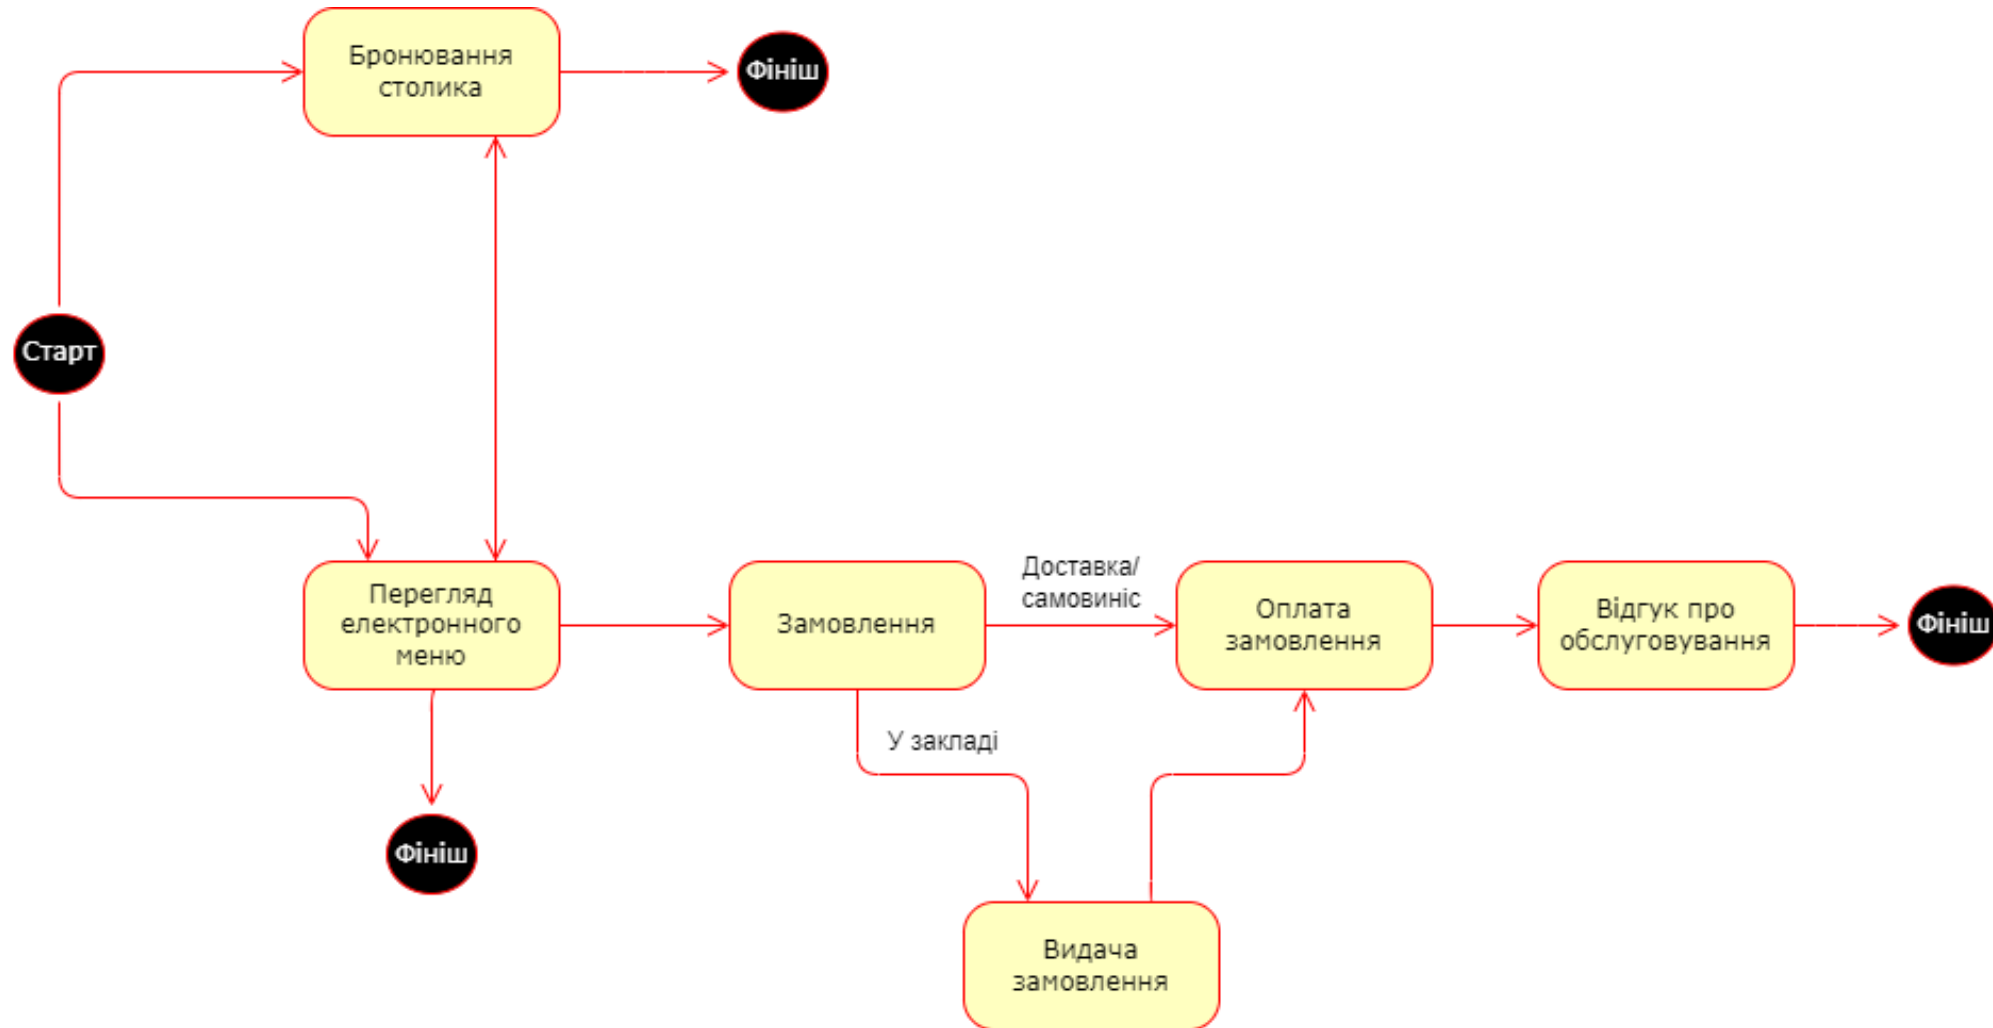 Бронювання
столика
Фініш
Старт
Перегляд
електронного
меню
Замовлення
Доставка/
самовиніс
Оплата
замовлення
Відгук про
обслуговування
Фініш
У закладі
Фініш
Видача
замовлення